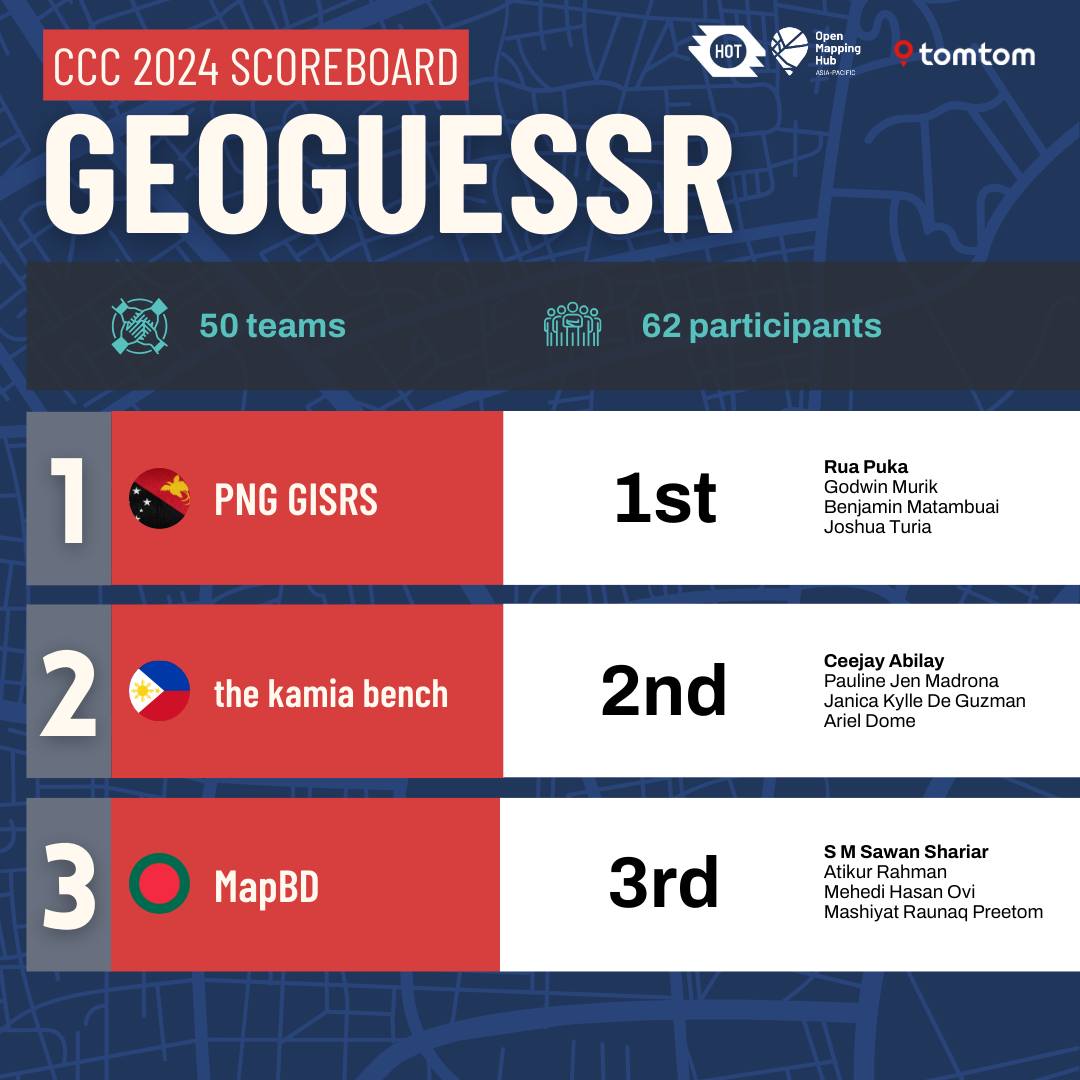 CCC 2024 SCOREBOARD
HOT
Open
Mapping
Hub
ASIA-PACIFIC
tomtom
GEOGUESSR
50 teams
62 participants
1
PNG GISRS
1st
Rua Puka
Godwin Murik
Benjamin Matambuai
Joshua Turia
2
the kamia bench
2nd
Ceejay Abilay
Pauline Jen Madrona
Janica Kylle De Guzman
Ariel Dome
3
MapBD
3rd
S M Sawan Shariar
Atikur Rahman
Mehedi Hasan Ovi
Mashiyat Raunaq Preetom